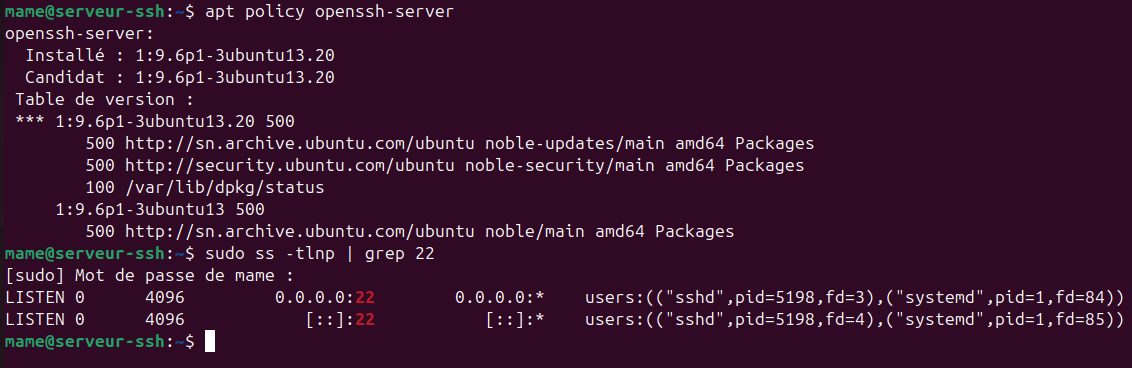 mame@serveur-ssh:~$ apt policy openssh-server
openssh-server:
  Installé : 1:9.6p1-3ubuntu13.20
  Candidat : 1:9.6p1-3ubuntu13.20
 Table de version :
 *** 1:9.6p1-3ubuntu13.20 500
        500 http://sn.archive.ubuntu.com/ubuntu noble-updates/main amd64 Packages
        500 http://security.ubuntu.com/ubuntu noble-security/main amd64 Packages
        100 /var/lib/dpkg/status
     1:9.6p1-3ubuntu13 500
        500 http://sn.archive.ubuntu.com/ubuntu noble/main amd64 Packages
mame@serveur-ssh:~$ sudo ss -tlnp | grep 22
[sudo] Mot de passe de mame :
LISTEN 0      4096         0.0.0.0:22        0.0.0.0:*    users:(("sshd",pid=5198,fd=3),("systemd",pid=1,fd=84))
LISTEN 0      4096            [::]:22           [::]:*    users:(("sshd",pid=5198,fd=4),("systemd",pid=1,fd=85))
mame@serveur-ssh:~$